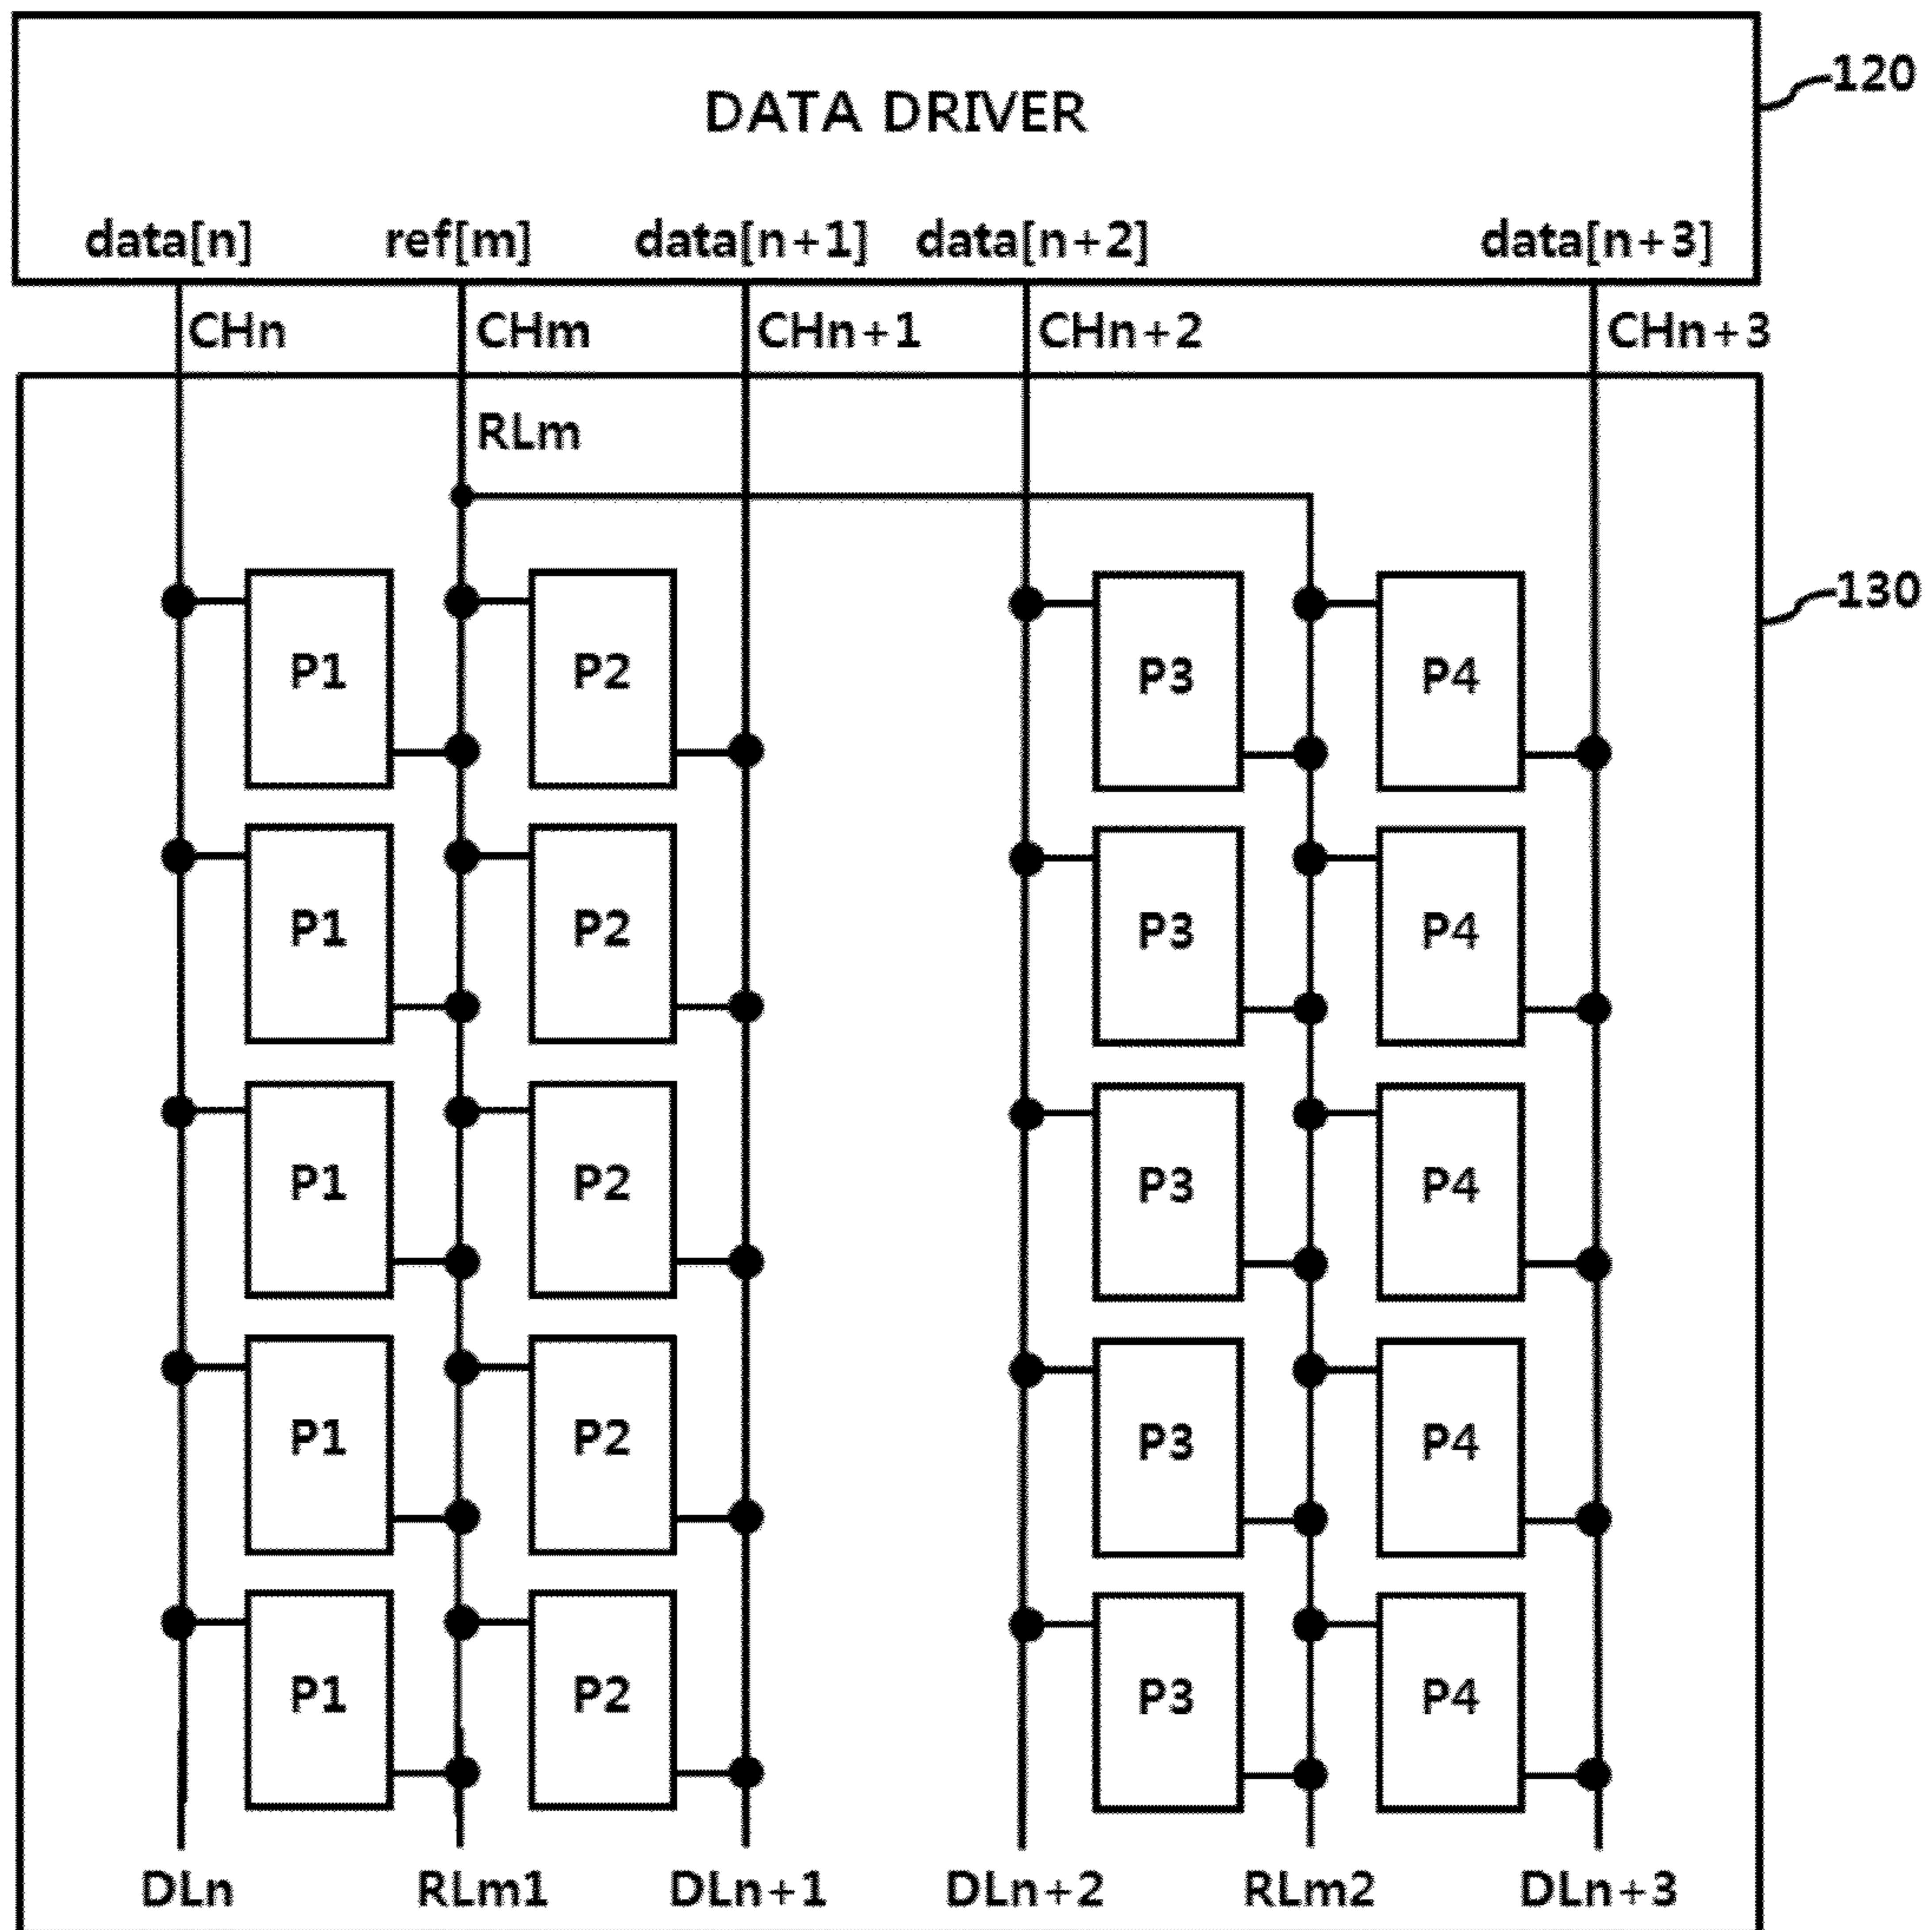 DATA DRIVER
120
data[n] ref[m] data[n+1] data[n+2] data[n+3]
CHn CHm CHn+1 CHn+2 CHn+3
RLm
130
P1 P2 P3 P4
P1 P2 P3 P4
P1 P2 P3 P4
P1 P2 P3 P4
P1 P2 P3 P4
DLn RLm1 DLn+1 DLn+2 RLm2 DLn+3